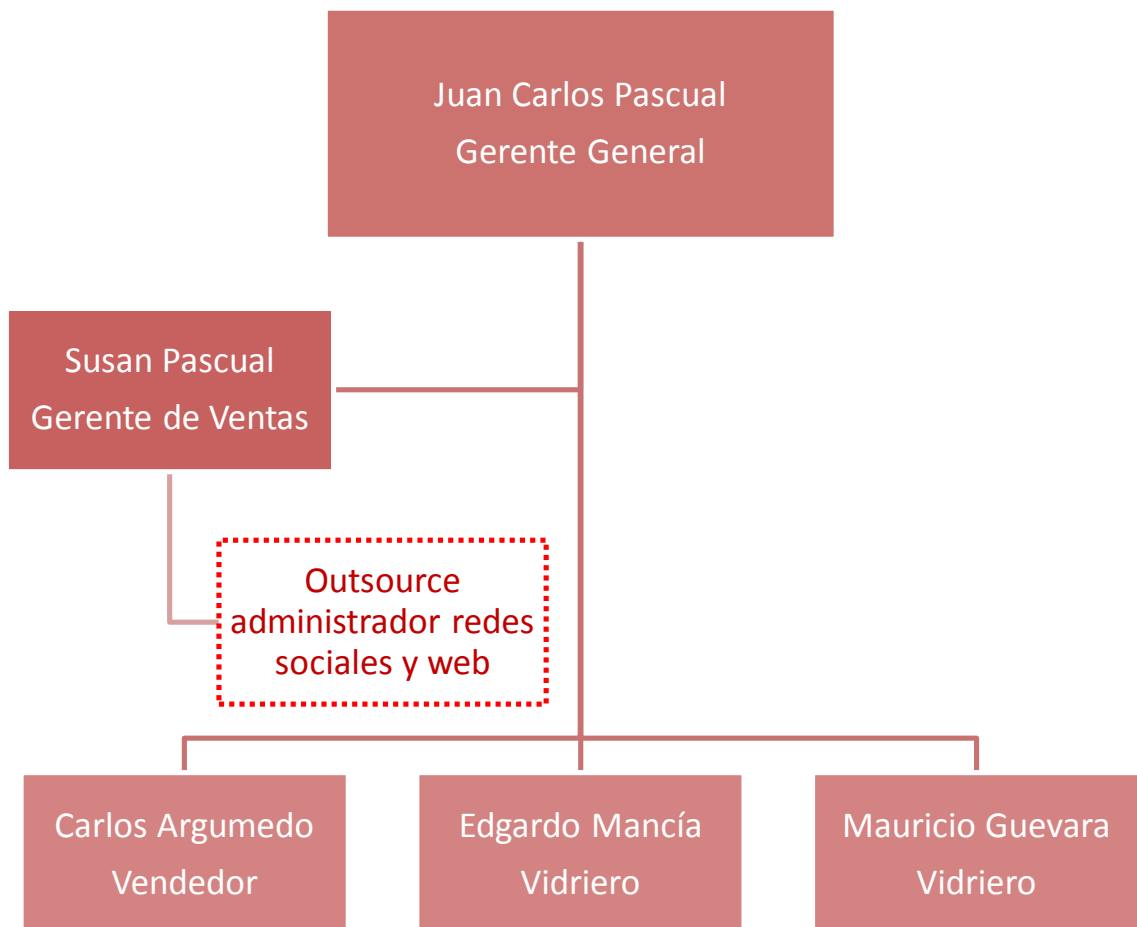 Juan Carlos Pascual
Gerente General
Susan Pascual
Gerente de Ventas
Outsource
administrador redes
sociales y web
Carlos Argumedo
Vendedor
Edgardo Mancía
Vidriero
Mauricio Guevara
Vidriero